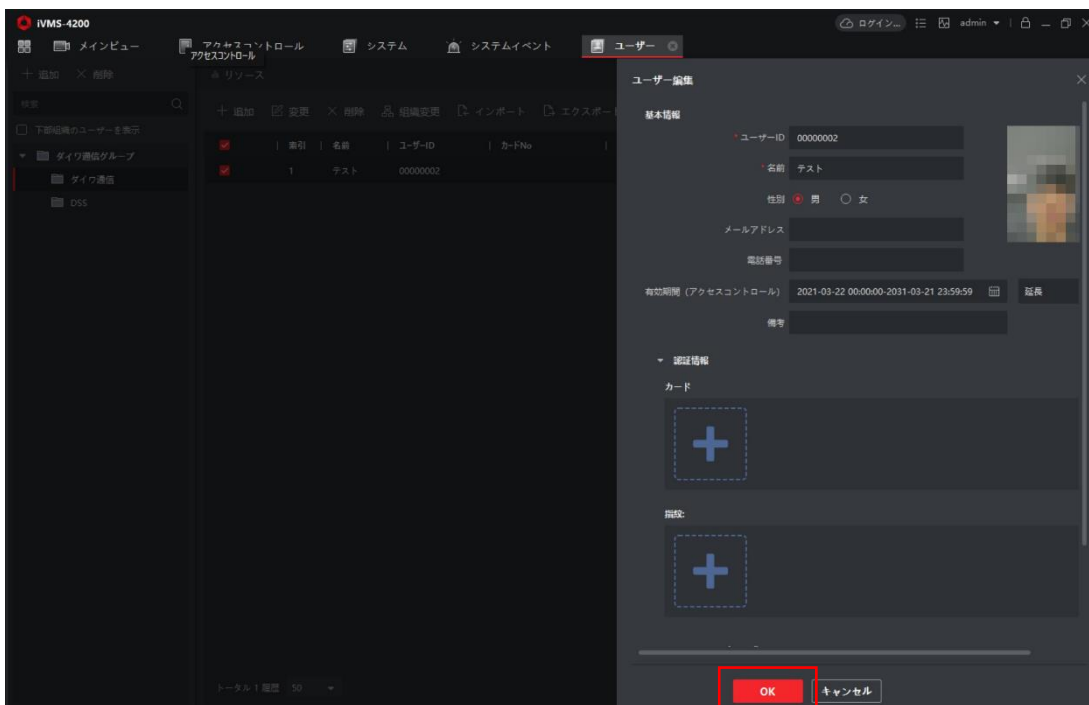 iVMS-4200
ログイン... admin
メインビュー アクセスコントロール システム システムイベント ユーザー
アクセスコントロール
追加 削除
リソース
検索
追加 変更 削除 組織変更 インポート エクスポート
下部組織のユーザーを表示
索引 名前 ユーザーID カードNo
ダイワ通信グループ
1 テスト 00000002
ダイワ通信
DSS
トータル 1 履歴 50
ユーザー編集
基本情報
* ユーザーID 00000002
* 名前 テスト
性別 男 女
メールアドレス
電話番号
有効期間 (アクセスコントロール) 2021-03-22 00:00:00-2031-03-21 23:59:59 延長
備考
認証情報
カード
指紋:
OK キャンセル